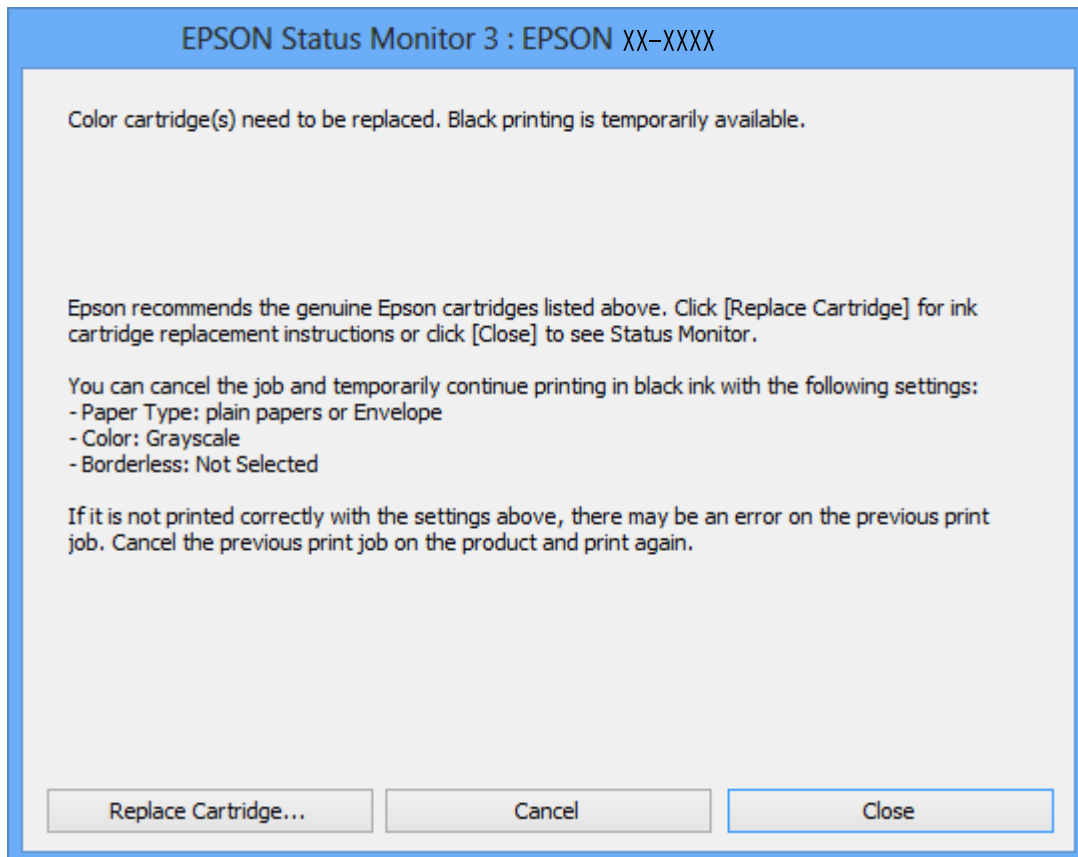 EPSON Status Monitor 3 : EPSON XX-XXXX
Color cartridge(s) need to be replaced. Black printing is temporarily available.
Epson recommends the genuine Epson cartridges listed above. Click [Replace Cartridge] for ink
cartridge replacement instructions or click [Close] to see Status Monitor.
You can cancel the job and temporarily continue printing in black ink with the following settings:
- Paper Type: plain papers or Envelope
- Color: Grayscale
- Borderless: Not Selected
If it is not printed correctly with the settings above, there may be an error on the previous print
job. Cancel the previous print job on the product and print again.
Replace Cartridge...
Cancel
Close